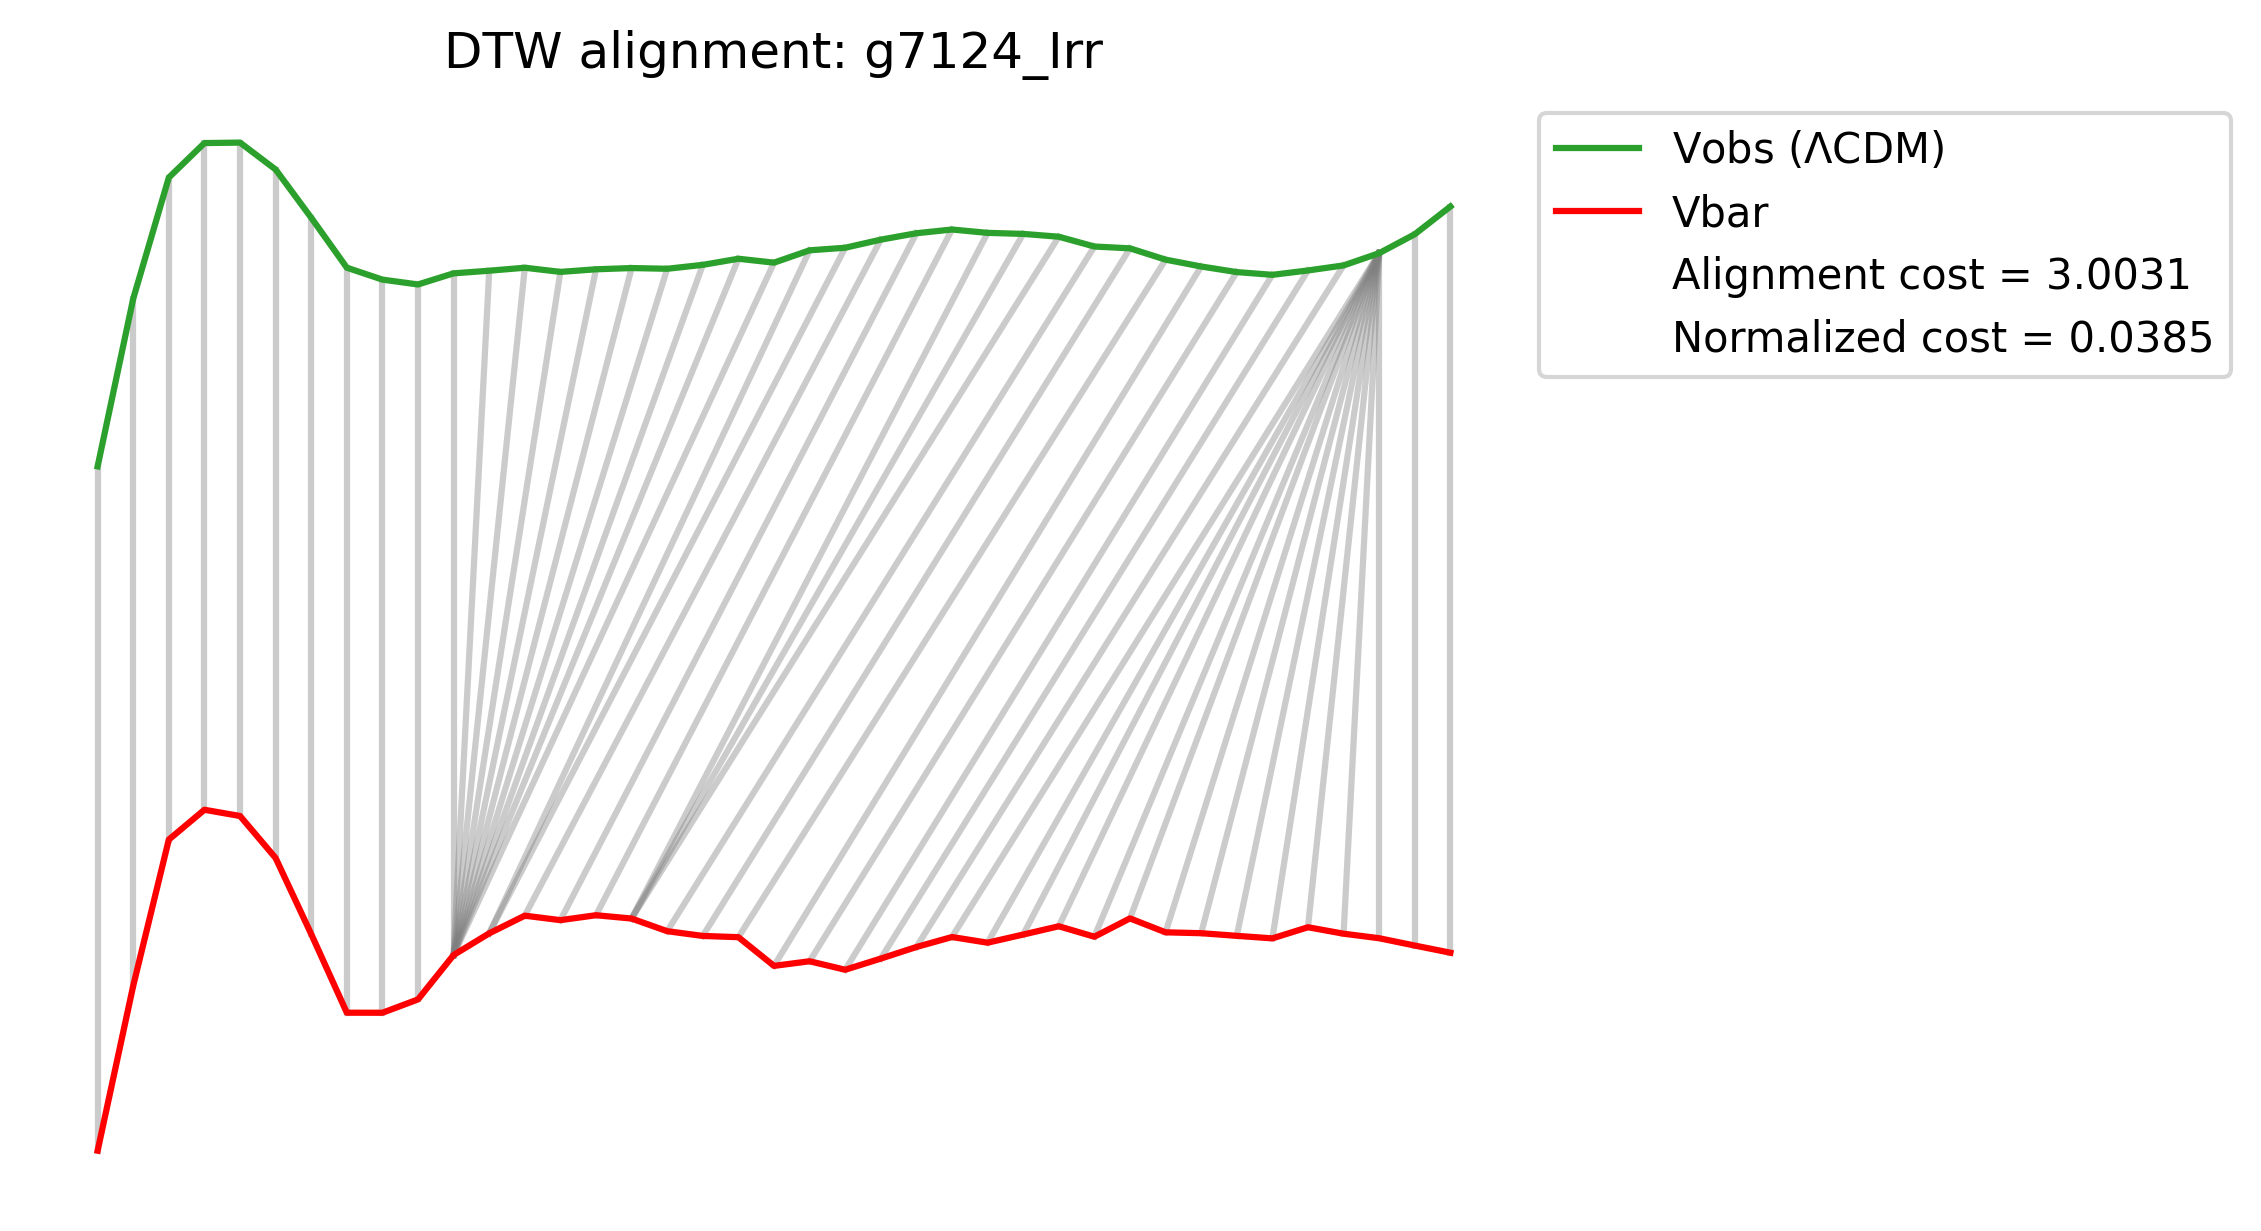 DTW alignment: g7124_Irr
Vobs (ΛCDM)
Vbar
Alignment cost = 3.0031
Normalized cost = 0.0385